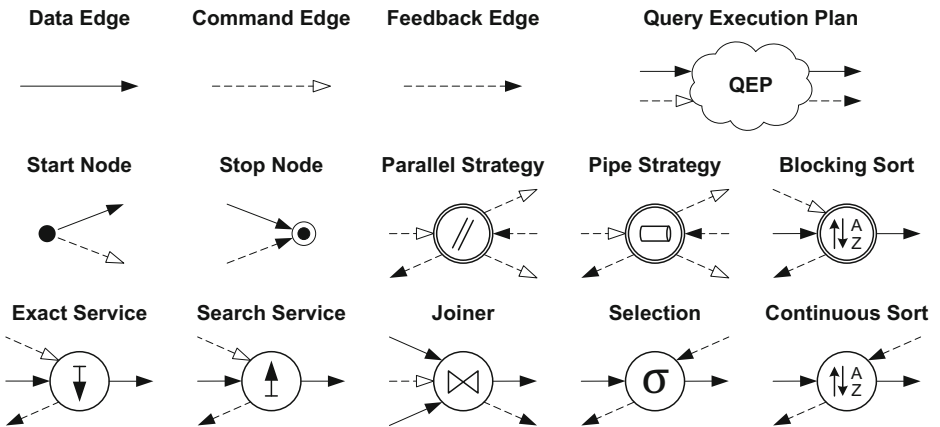 Data Edge
Command Edge
Feedback Edge
Query Execution Plan
QEP
Start Node
Stop Node
Parallel Strategy
Pipe Strategy
Blocking Sort
A
Z
Exact Service
Search Service
Joiner
Selection
Continuous Sort
σ
A
Z